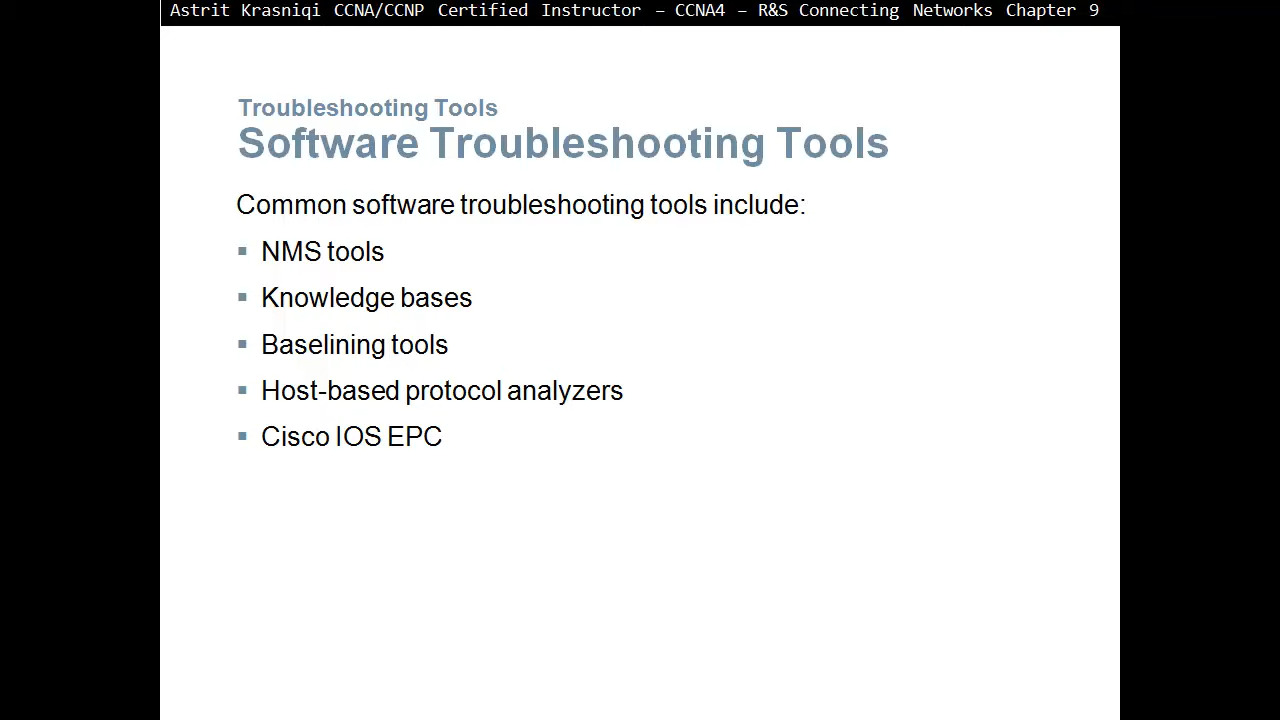 Astrit Krasniqi CCNA/CCNP Certified Instructor – CCNA4 – R&S Connecting Networks Chapter 9
Troubleshooting Tools
Software Troubleshooting Tools
Common software troubleshooting tools include:
▪ NMS tools
▪ Knowledge bases
▪ Baselining tools
▪ Host-based protocol analyzers
▪ Cisco IOS EPC